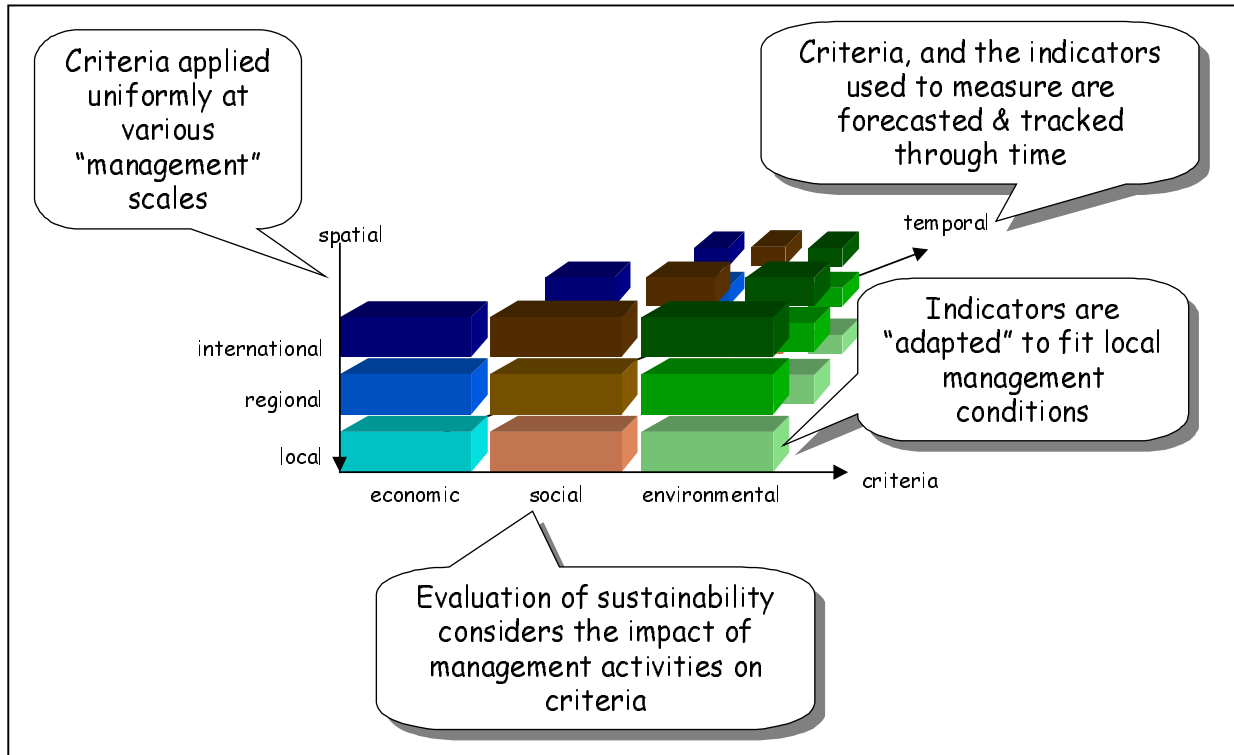 Criteria applied
uniformly at
various
“management”
scales
Criteria, and the indicators
used to measure are
forecasted & tracked
through time
spatial
temporal
international
regional
local
Indicators are
“adapted” to fit local
management
conditions
economic
social
environmental
criteria
Evaluation of sustainability
considers the impact of
management activities on
criteria